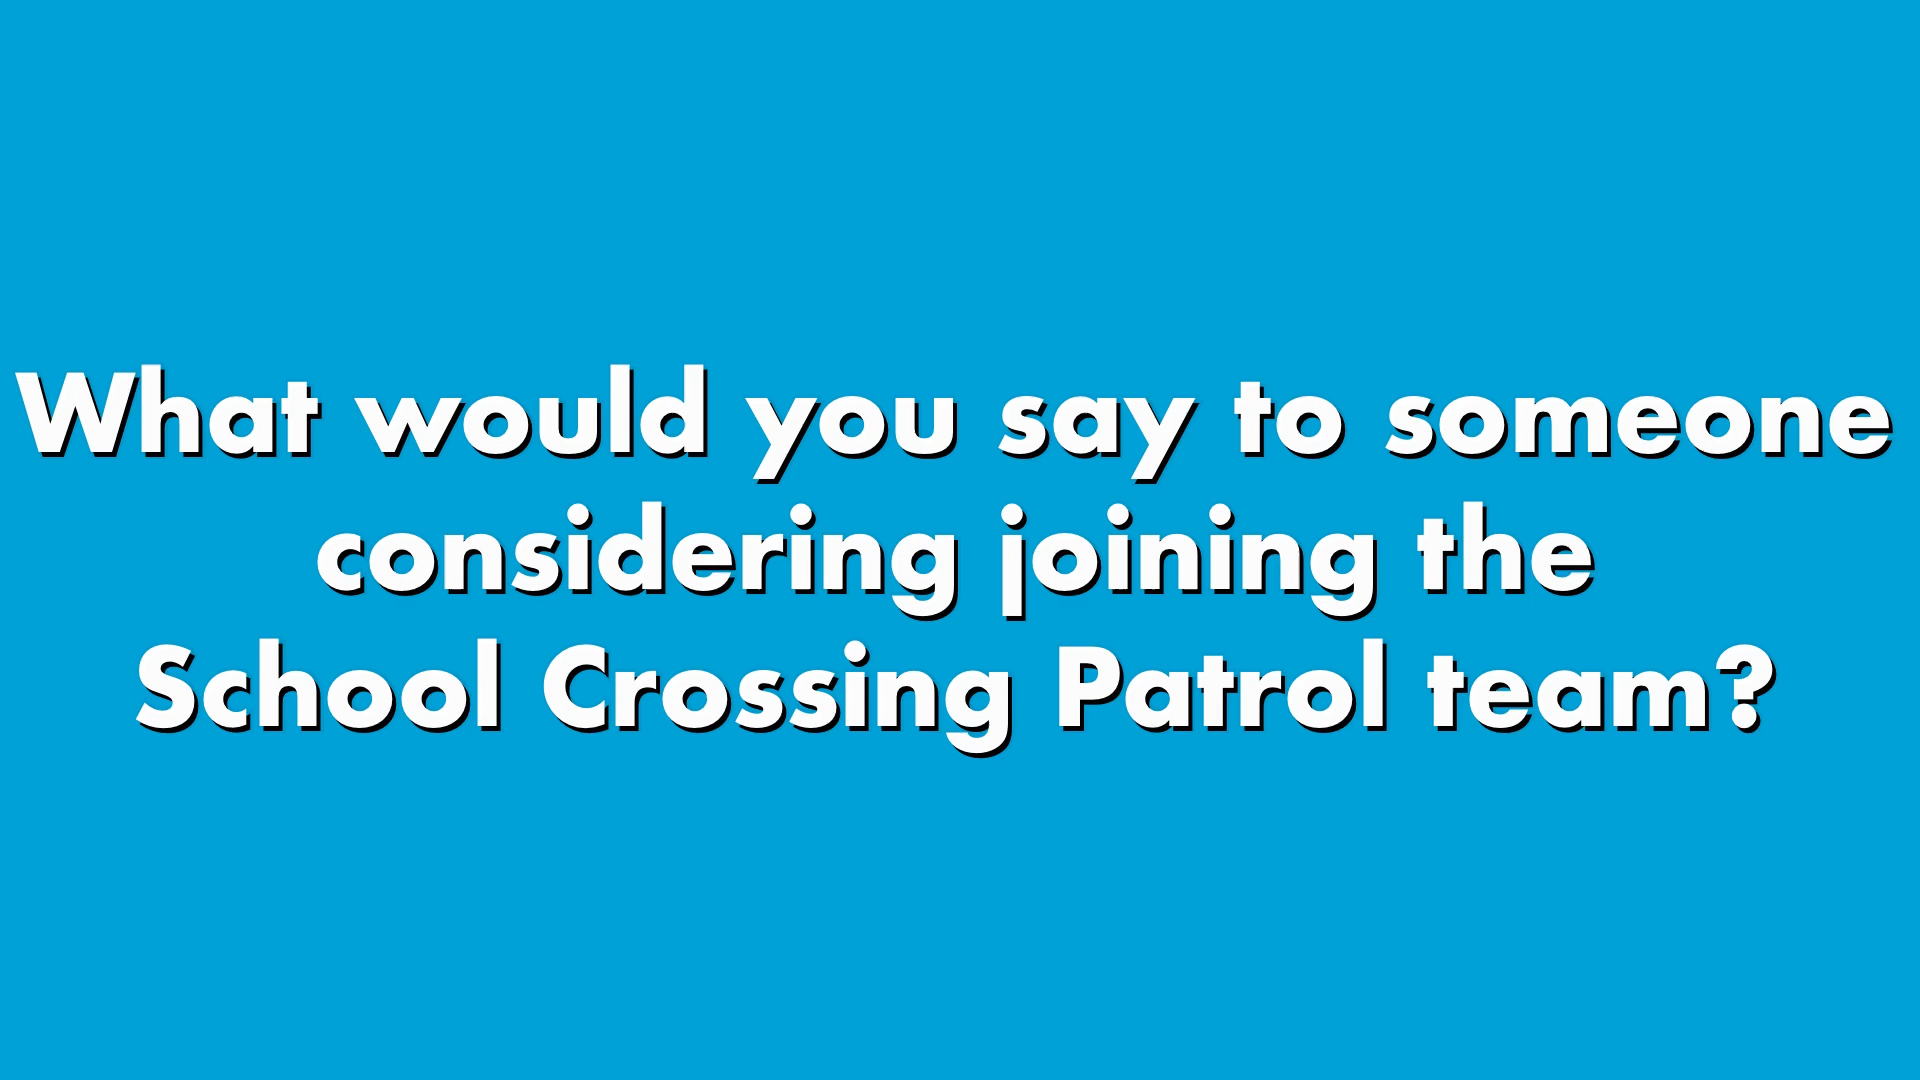 What would you say to someone
considering joining the
School Crossing Patrol team?